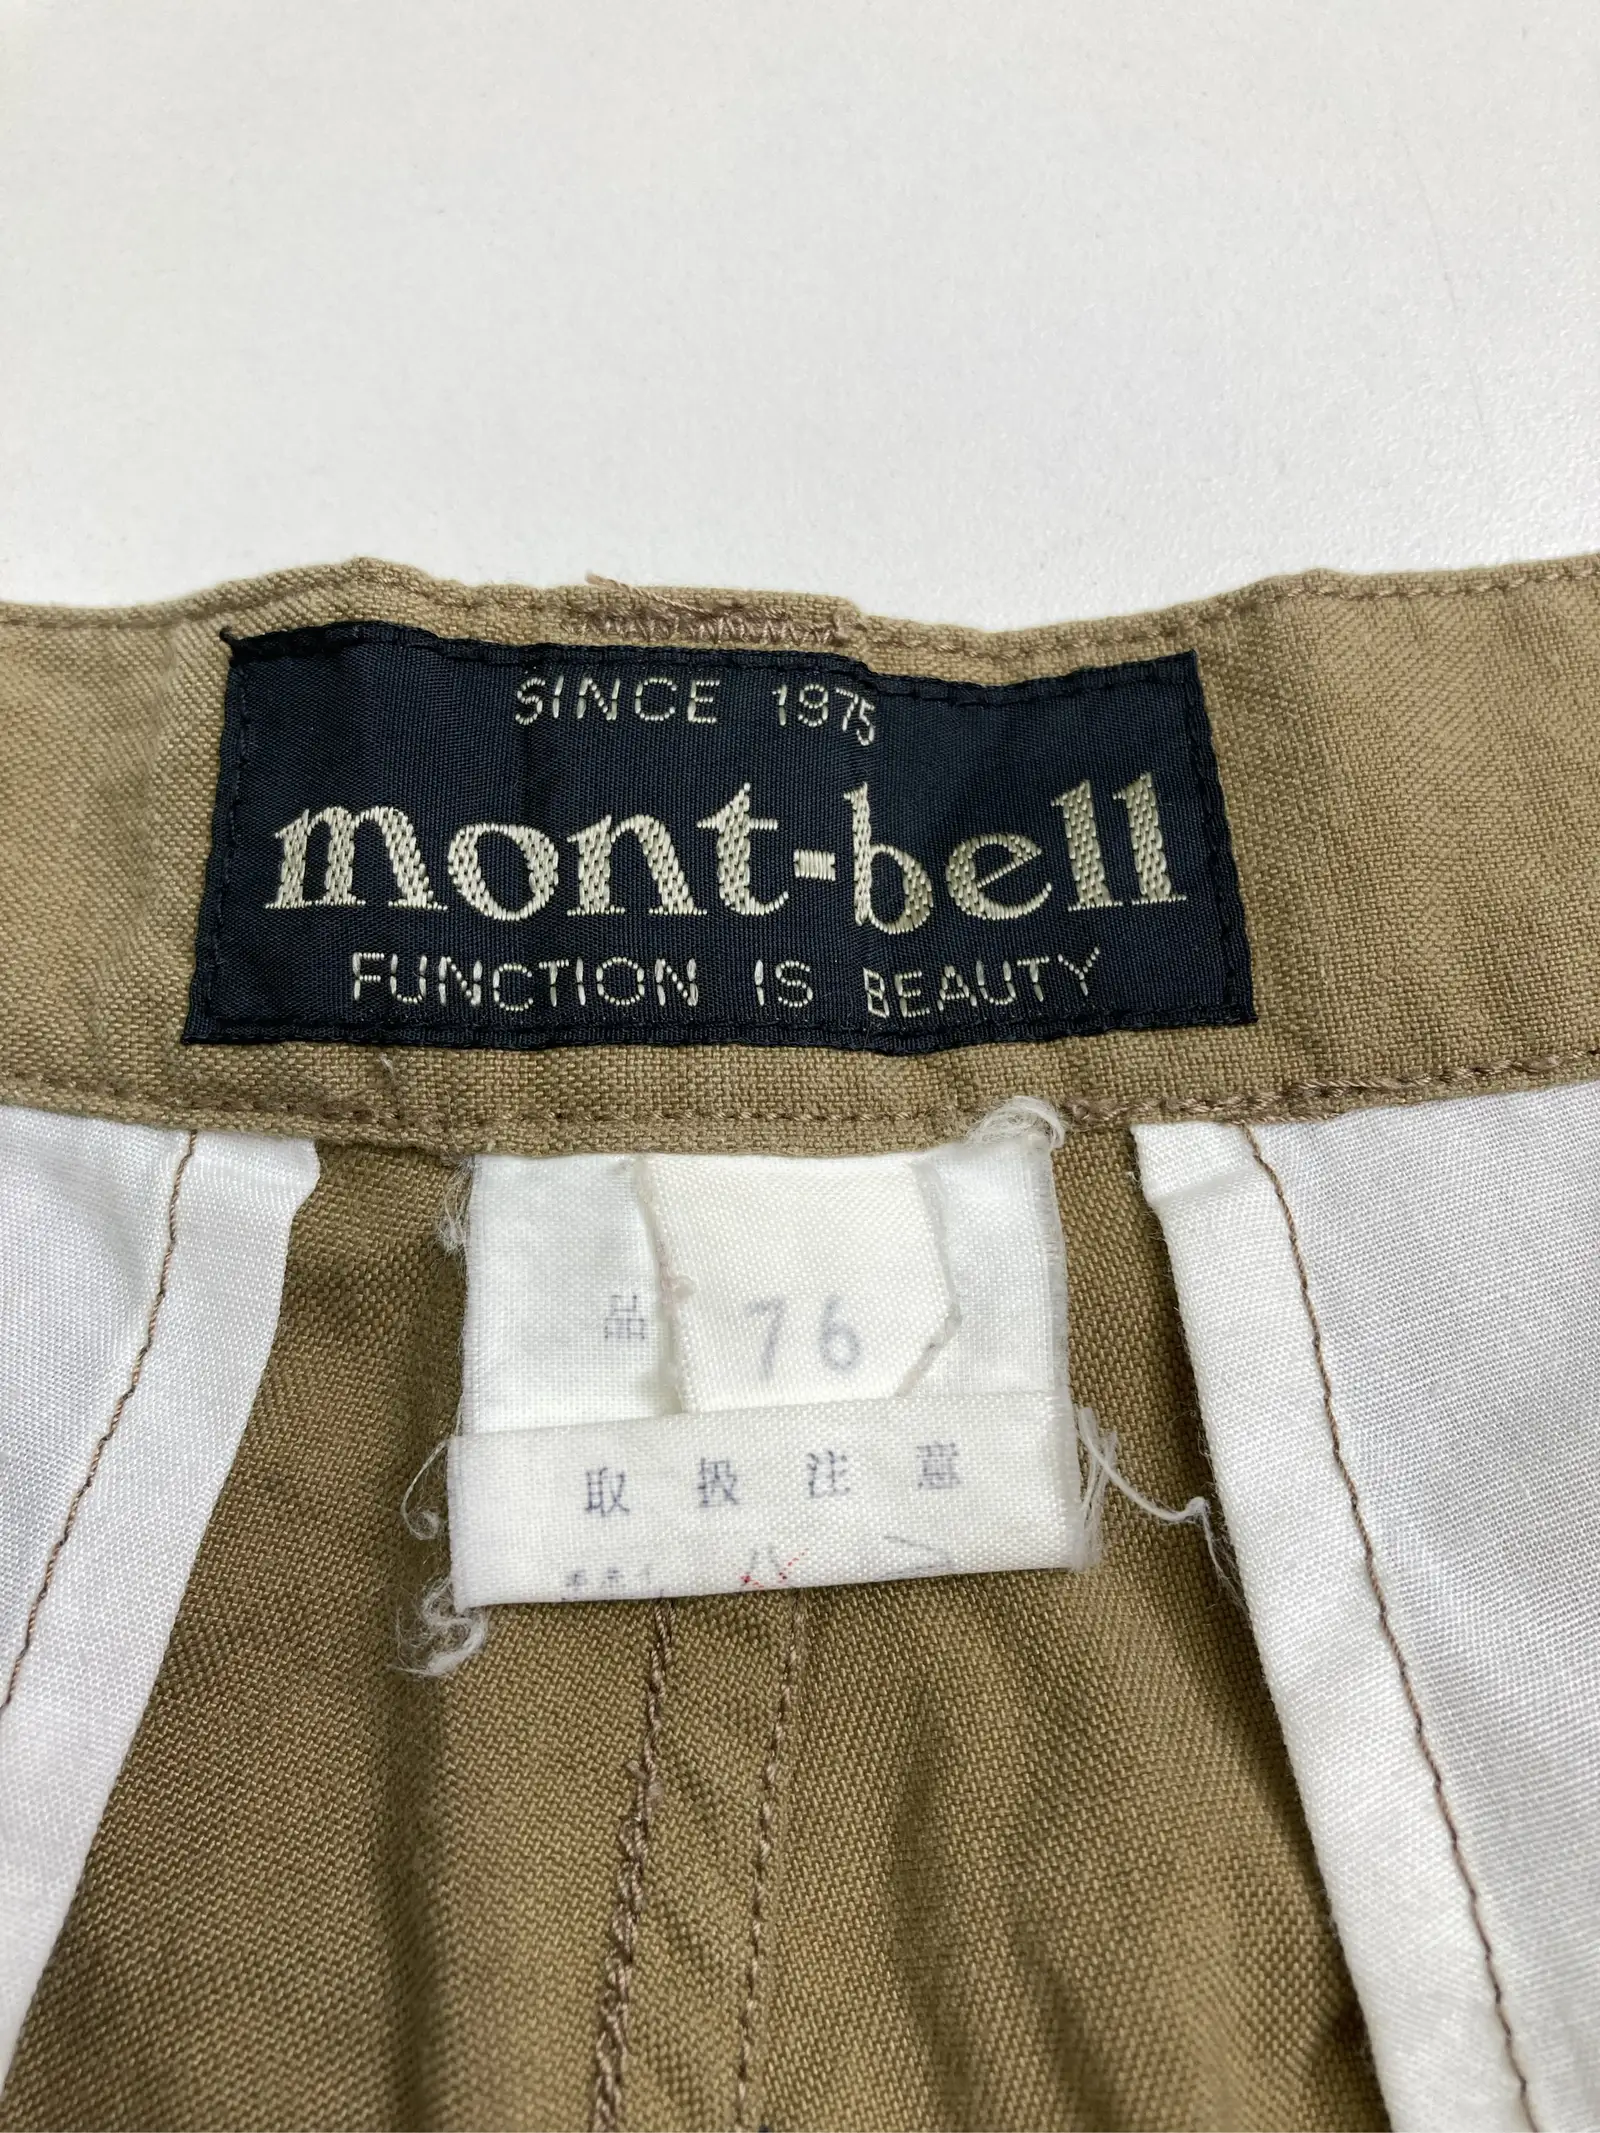 SINCE 1975
mont-bell
FUNCTION IS BEAUTY
品 76
取扱注意